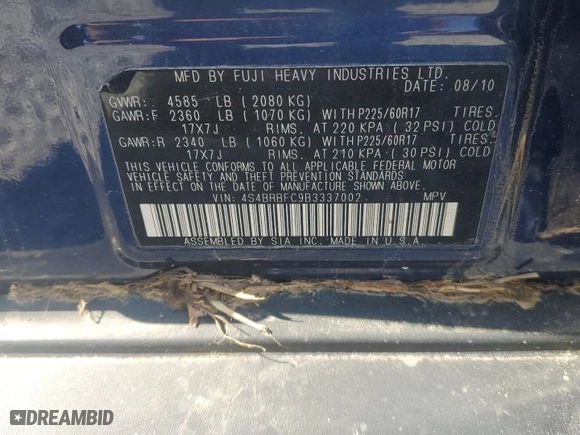 MFD BY FUJI HEAVY INDUSTRIES LTD.
DATE: 08/10
GVWR: 4585 LB (2080 KG)
GAWR:F 2360 LB (1070 KG) WITH P225/60R17 TIRES.
17X7J RIMS. AT 220 KPA (32 PSI) COLD
GAWR:R 2340 LB (1060 KG) WITH P225/60R17 TIRES.
17X7J RIMS. AT 210 KPA (30 PSI) COLD
THIS VEHICLE CONFORMS TO ALL APPLICABLE FEDERAL MOTOR
VEHICLE SAFETY AND THEFT PREVENTION STANDARDS
IN EFFECT ON THE DATE OF MANUFACTURE SHOWN ABOVE.
VIN: 4S4BRBFC9B3337002 MPV
ASSEMBLED BY SIA INC. MADE IN U.S.A.
DREAMBID